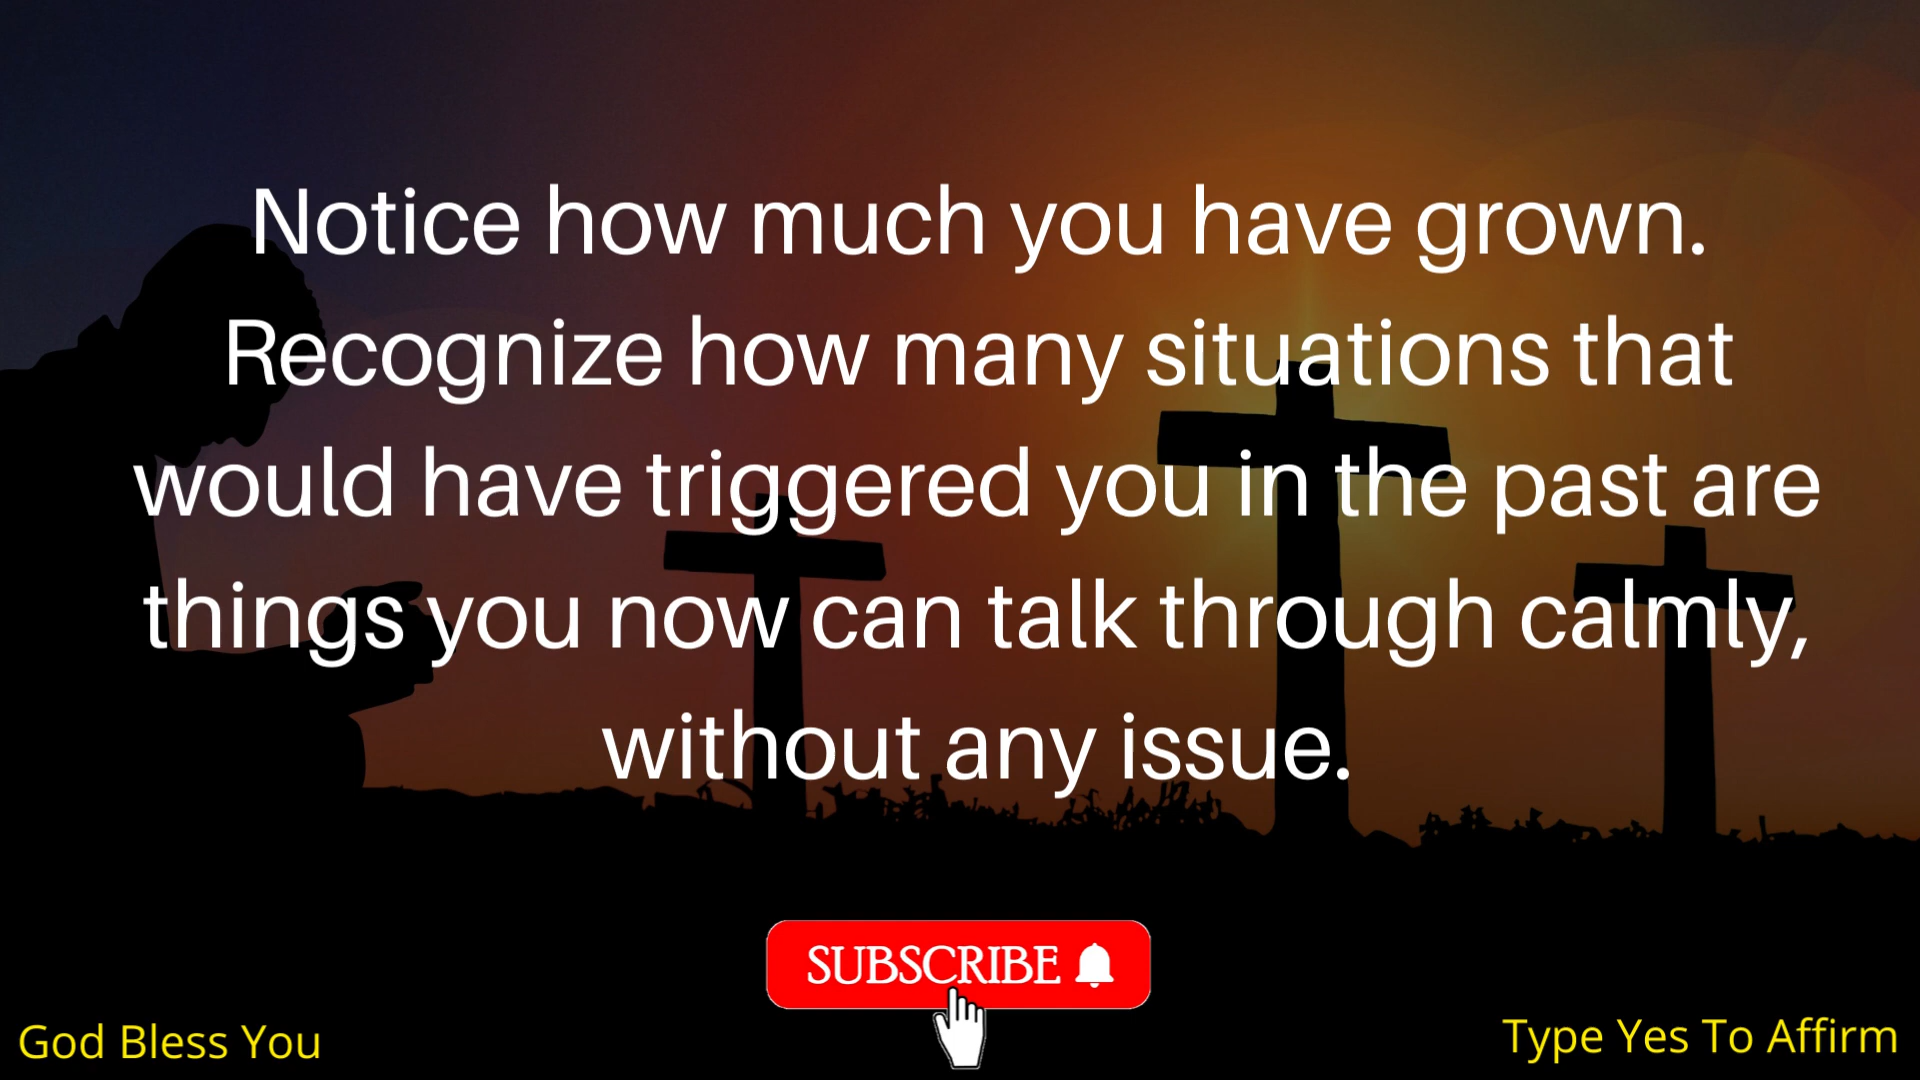 Notice how much you have grown.
Recognize how many situations that
would have triggered you in the past are
things you now can talk through calmly,
without any issue.
SUBSCRIBE
God Bless You
Type Yes To Affirm